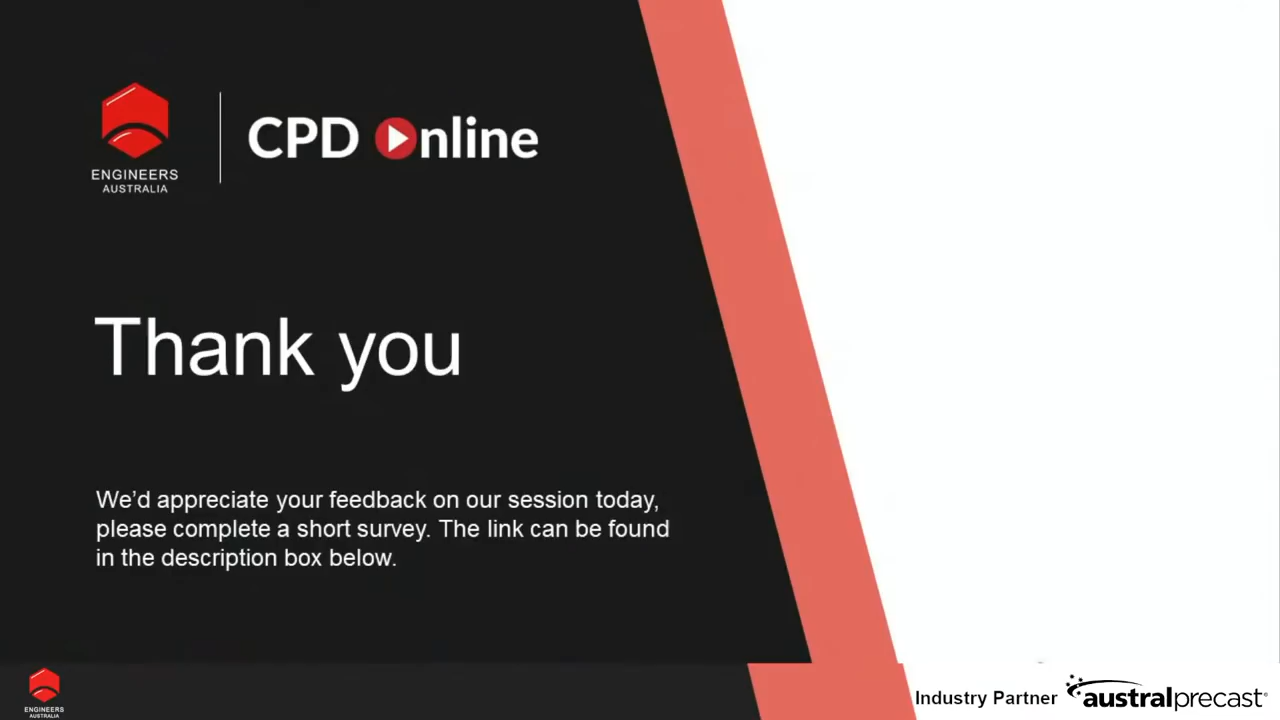 ENGINEERS
AUSTRALIA
CPD Online
Thank you
We’d appreciate your feedback on our session today,
please complete a short survey. The link can be found
in the description box below.
ENGINEERS
AUSTRALIA
Industry Partner
australprecast®